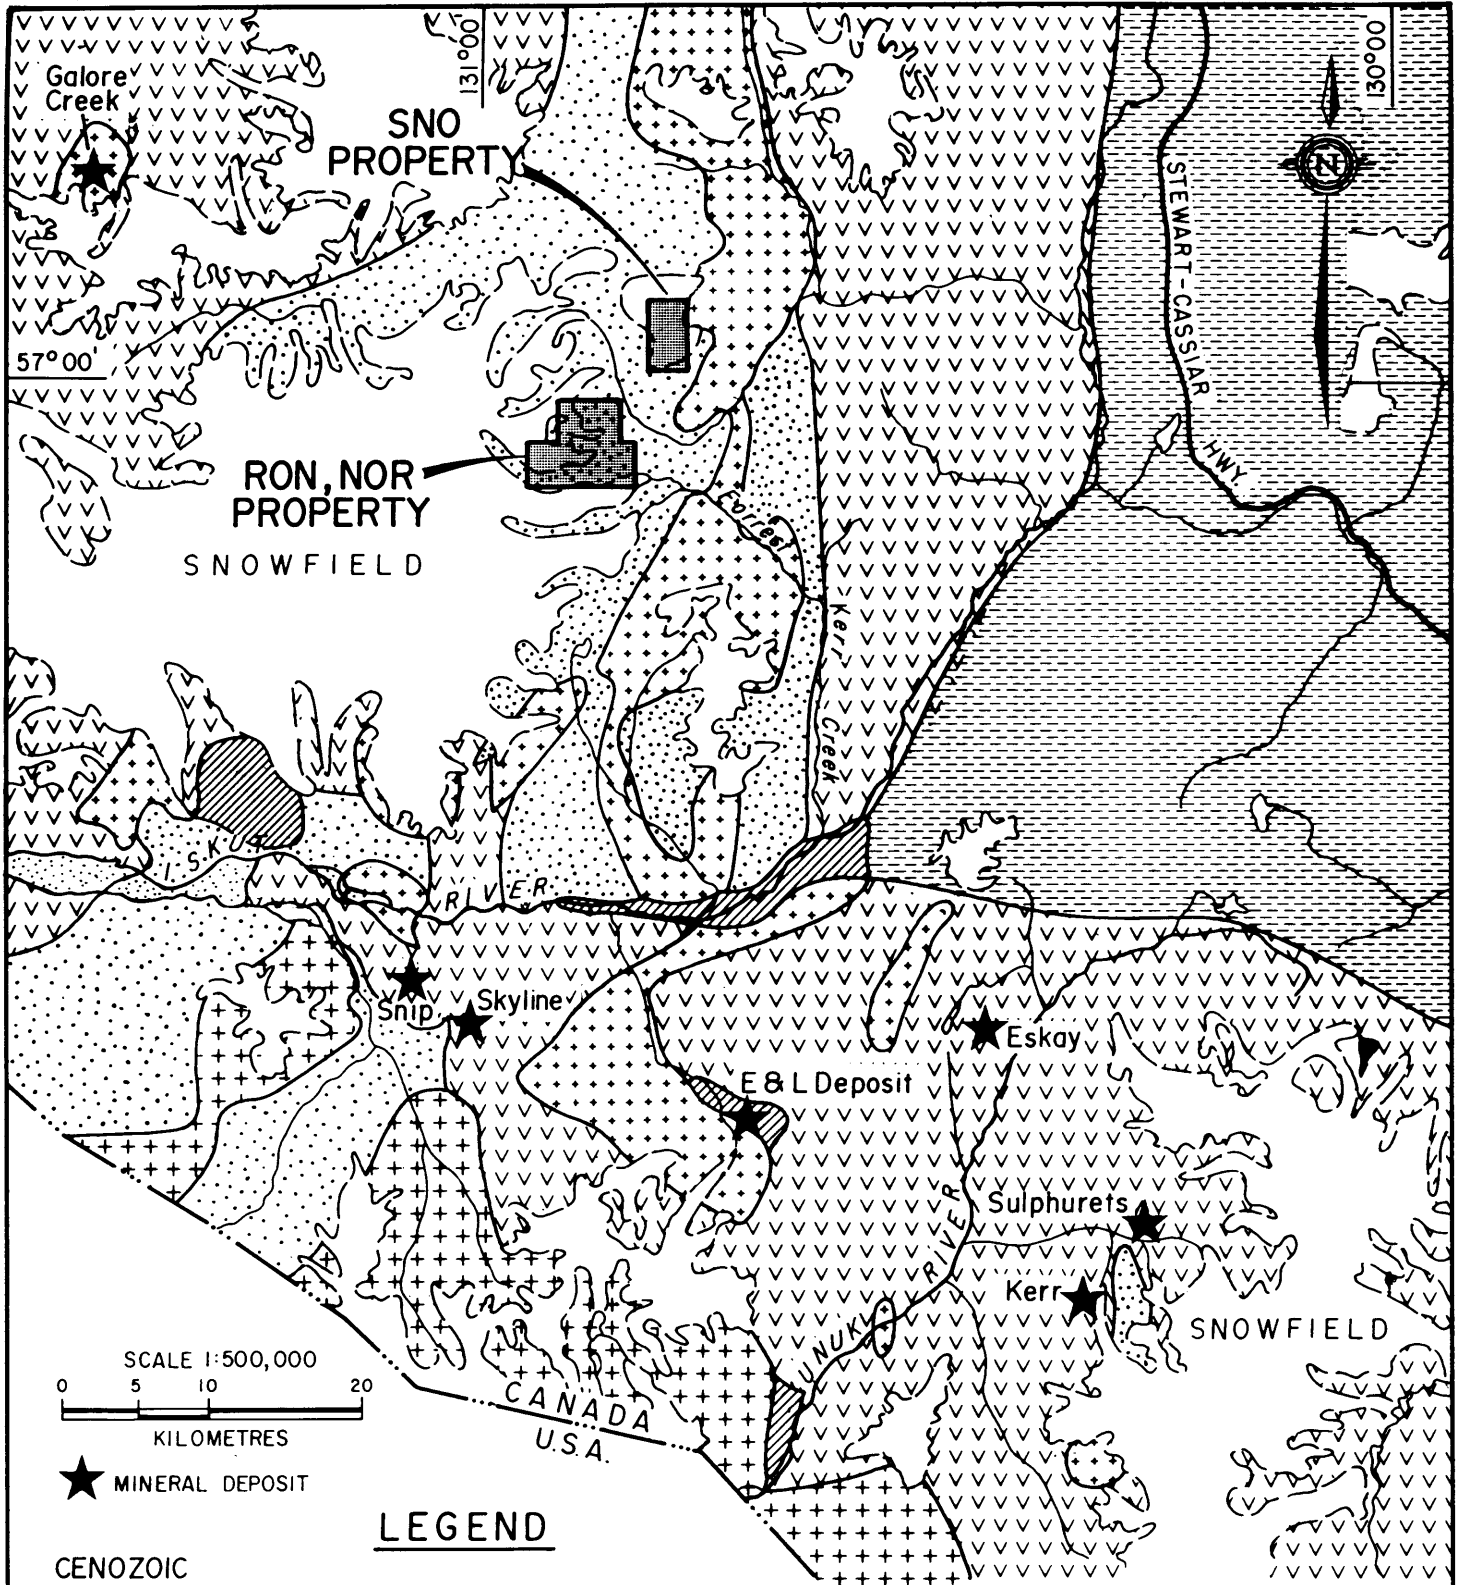 Galore
Creek
131°00'
130°00
SNO
PROPERTY
N
STEWART-CASSIAR
HWY.
57°00'
RON, NOR
PROPERTY
SNOWFIELD
Forrest
Kerr
Creek
ISKUT
RIVER
Snip
Skyline
Eskay
E & L Deposit
Sulphurets
Kerr
UNUK
RIVER
SNOWFIELD
SCALE 1:500,000
0 5 10 20
KILOMETRES
CANADA
U.S.A.
MINERAL DEPOSIT
LEGEND
CENOZOIC